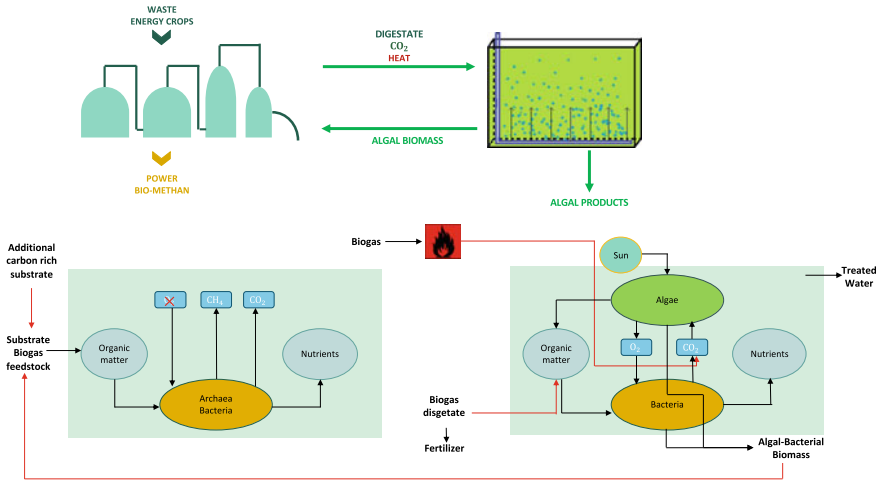 WASTE
ENERGY CROPS
DIGESTATE
CO₂
HEAT
ALGAL BIOMASS
POWER
BIO-METHAN
ALGAL PRODUCTS
Additional
carbon rich
substrate
Substrate
Biogas
feedstock
Organic
matter
CH₄
CO₂
Nutrients
Archaea
Bacteria
Biogas
Sun
Treated
Water
Algae
Organic
matter
O₂
CO₂
Nutrients
Biogas
disgetate
Bacteria
Fertilizer
Algal-Bacterial
Biomass